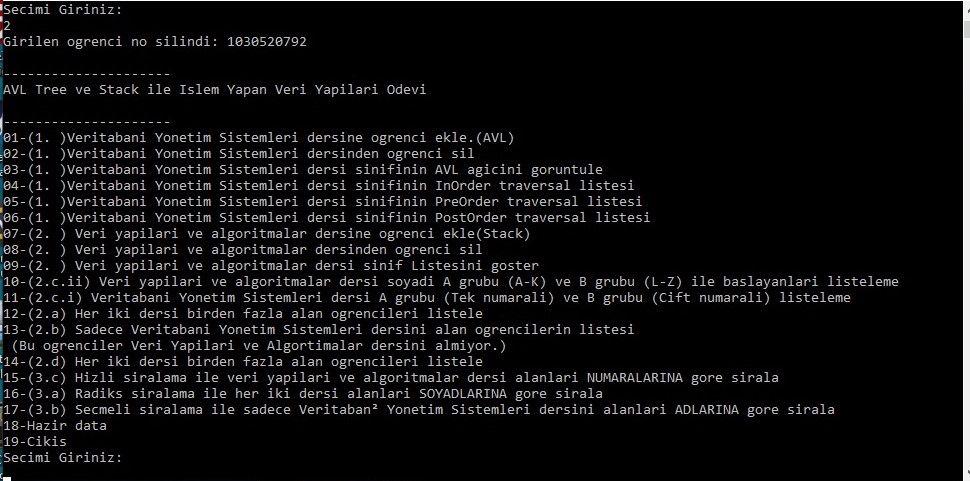 Secimi Giriniz:
2
Girilen ogrenci no silindi: 1030520792
---------------------
AVL Tree ve Stack ile Islem Yapan Veri Yapilari Odevi
---------------------
01-(1. )Veritabani Yonetim Sistemleri dersine ogrenci ekle.(AVL)
02-(1. )Veritabani Yonetim Sistemleri dersinden ogrenci sil
03-(1. )Veritabani Yonetim Sistemleri dersi sinifinin AVL agicini goruntule
04-(1. )Veritabani Yonetim Sistemleri dersi sinifinin InOrder traversal listesi
05-(1. )Veritabani Yonetim Sistemleri dersi sinifinin PreOrder traversal listesi
06-(1. )Veritabani Yonetim Sistemleri dersi sinifinin PostOrder traversal listesi
07-(2. ) Veri yapilari ve algoritmalar dersine ogrenci ekle(Stack)
08-(2. ) Veri yapilari ve algoritmalar dersinden ogrenci sil
09-(2. ) Veri yapilari ve algoritmalar dersi sinif Listesini goster
10-(2.c.ii) Veri yapilari ve algoritmalar dersi soyadi A grubu (A-K) ve B grubu (L-Z) ile baslayanlari listeleme
11-(2.c.i) Veritabani Yonetim Sistemleri dersi A grubu (Tek numarali) ve B grubu (Cift numarali) listeleme
12-(2.a) Her iki dersi birden fazla alan ogrencileri listele
13-(2.b) Sadece Veritabani Yonetim Sistemleri dersini alan ogrencilerin listesi
(Bu ogrenciler Veri Yapilari ve Algortimalar dersini almiyor.)
14-(2.d) Her iki dersi birden fazla alan ogrencileri listele
15-(3.c) Hizli siralama ile veri yapilari ve algoritmalar dersi alanlari NUMARALARINA gore sirala
16-(3.a) Radiks siralama ile her iki dersi alanlari SOYADLARINA gore sirala
17-(3.b) Secmeli siralama ile sadece Veritaban² Yonetim Sistemleri dersini alanlari ADLARINA gore sirala
18-Hazir data
19-Cikis
Secimi Giriniz: